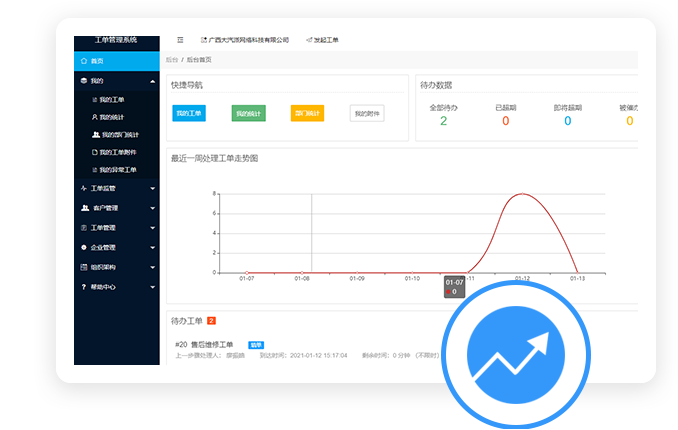 工单管理系统
广西大汽派网络科技有限公司 发起工单
首页
后台 / 后台首页
我的
我的工单
我的统计
我的部门统计
我的工单附件
我的异常工单
工单监管
客户管理
工单管理
企业管理
组织架构
帮助中心
快捷导航
我的工单 我的统计 部门统计 我的附件
待办数据
全部待办 已超期 即将超期 被催办
2 0 0 0
最近一周处理工单走势图
8
6
4
2
0
01-07 01-08 01-09 01-10 01-11 01-12 01-13
01-07
0
待办工单 2
#20 售后维修工单
上一步骤处理人： 到达时间：2021-01-12 15:17:04 剩余时间：0 分钟 （不限时）